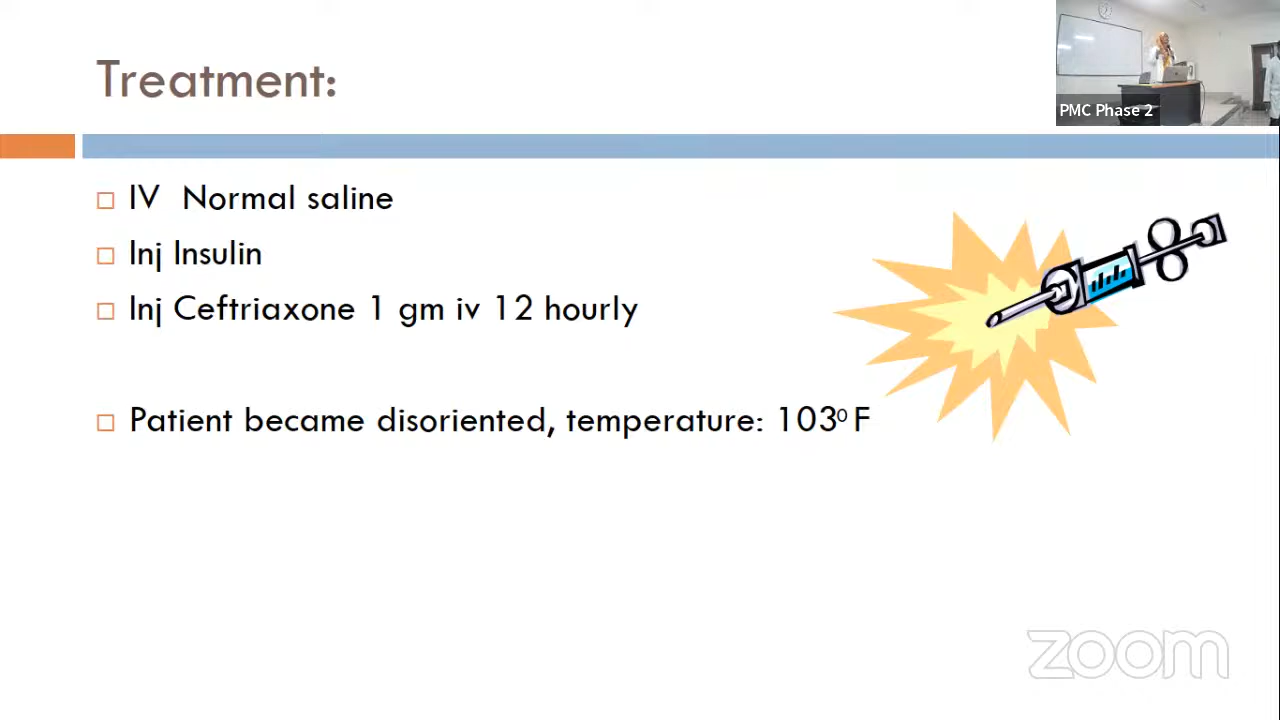 Treatment:
PMC Phase 2
IV Normal saline
Inj Insulin
Inj Ceftriaxone 1 gm iv 12 hourly
Patient became disoriented, temperature: 103⁰ F
zoom